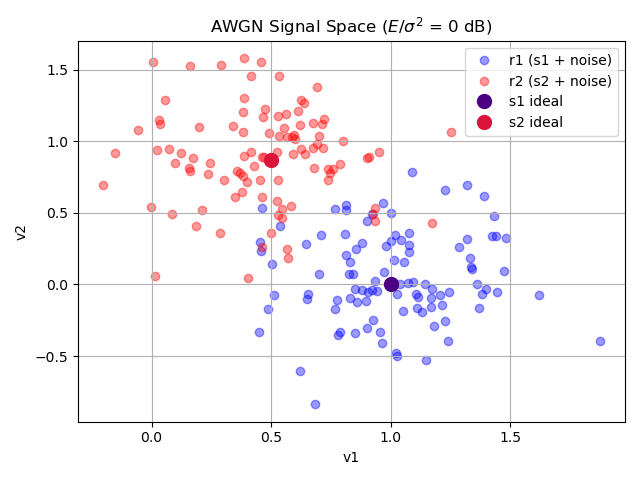 AWGN Signal Space (E/σ² = 0 dB)
r1 (s1 + noise)
r2 (s2 + noise)
s1 ideal
s2 ideal
1.5
1.0
0.5
0.0
−0.5
v2
0.0 0.5 1.0 1.5
v1